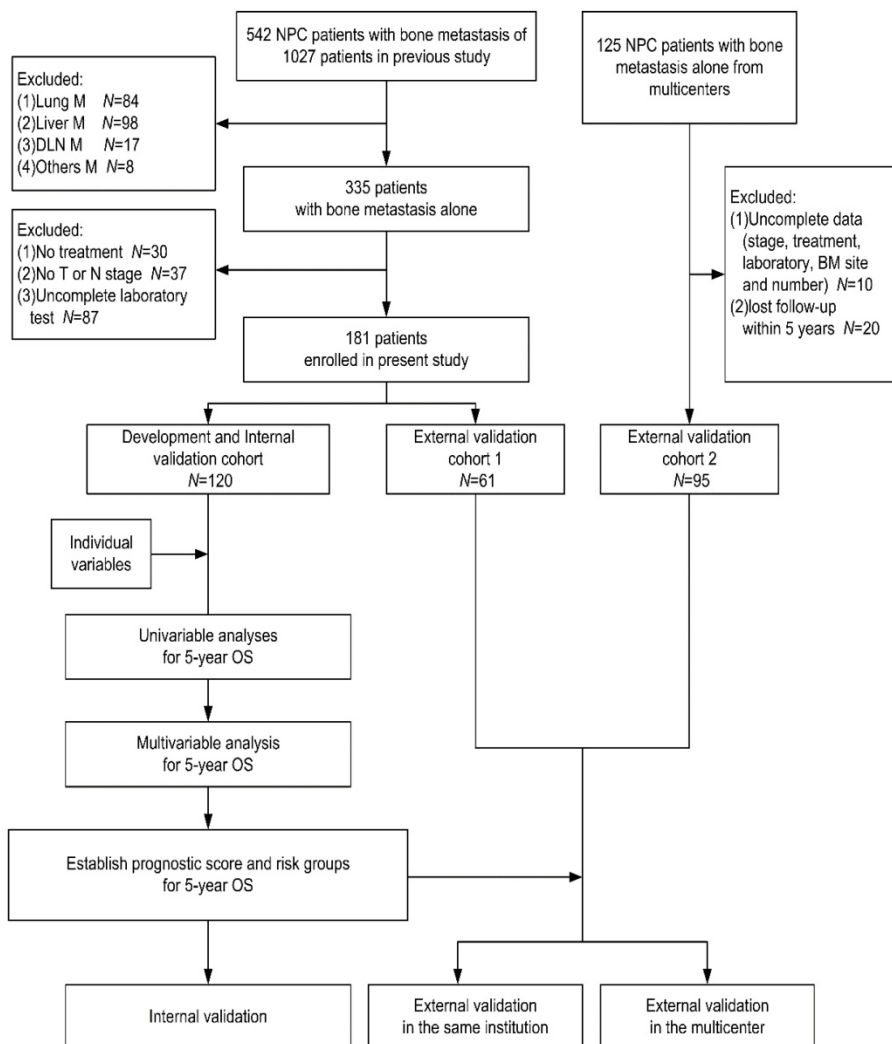 542 NPC patients with bone metastasis of
1027 patients in previous study
125 NPC patients with bone
metastasis alone from
multicenters
Excluded:
(1)Lung M N=84
(2)Liver M N=98
(3)DLN M N=17
(4)Others M N=8
335 patients
with bone metastasis alone
Excluded:
(1)No treatment N=30
(2)No T or N stage N=37
(3)Uncomplete laboratory
test N=87
Excluded:
(1)Uncomplete data
(stage, treatment,
laboratory, BM site
and number) N=10
(2)lost follow-up
within 5 years N=20
181 patients
enrolled in present study
Development and Internal
validation cohort
N=120
External validation
cohort 1
N=61
External validation
cohort 2
N=95
Individual
variables
Univariable analyses
for 5-year OS
Multivariable analysis
for 5-year OS
Establish prognostic score and risk groups
for 5-year OS
Internal validation
External validation
in the same institution
External validation
in the multicenter